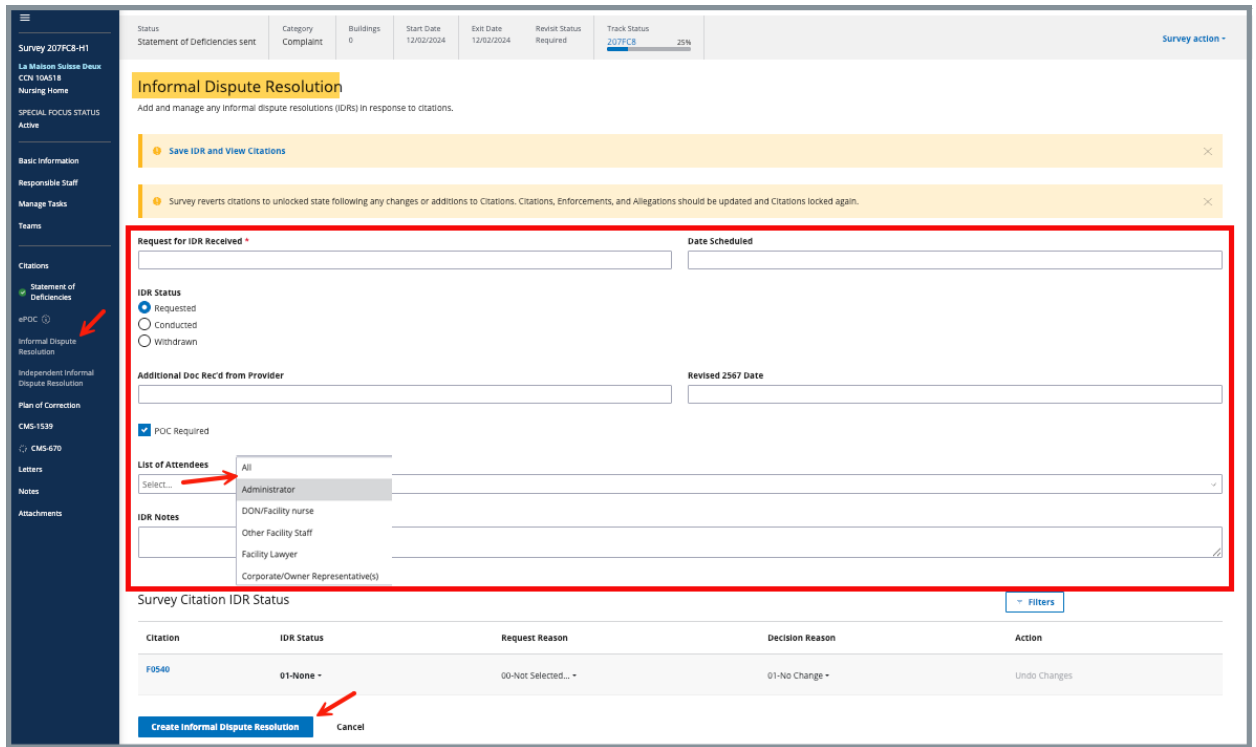 Survey 207FC8-H1
La Maison Suisse Deux
CCN 10A518
Nursing Home
SPECIAL FOCUS STATUS
Active
Basic Information
Responsible Staff
Manage Tasks
Teams
Citations
Statement of
Deficiencies
ePOC
Informal Dispute
Resolution
Independent Informal
Dispute Resolution
Plan of Correction
CMS-1539
CMS-670
Letters
Notes
Attachments
Status Category Buildings Start Date Exit Date Revisit Status Track Status
Statement of Deficiencies sent Complaint 0 12/02/2024 12/02/2024 Required 207FC8 25%
Survey action
Informal Dispute Resolution
Add and manage any informal dispute resolutions (IDRs) in response to citations.
Save IDR and View Citations
Survey reverts citations to unlocked state following any changes or additions to Citations. Citations, Enforcements, and Allegations should be updated and Citations locked again.
Request for IDR Received * Date Scheduled
IDR Status
Requested
Conducted
Withdrawn
Additional Doc Rec'd from Provider Revised 2567 Date
POC Required
List of Attendees
Select...
All
Administrator
DON/Facility nurse
Other Facility Staff
Facility Lawyer
Corporate/Owner Representative(s)
IDR Notes
Survey Citation IDR Status Filters
Citation IDR Status Request Reason Decision Reason Action
F0540 01-None 00-Not Selected... 01-No Change Undo Changes
Create Informal Dispute Resolution Cancel